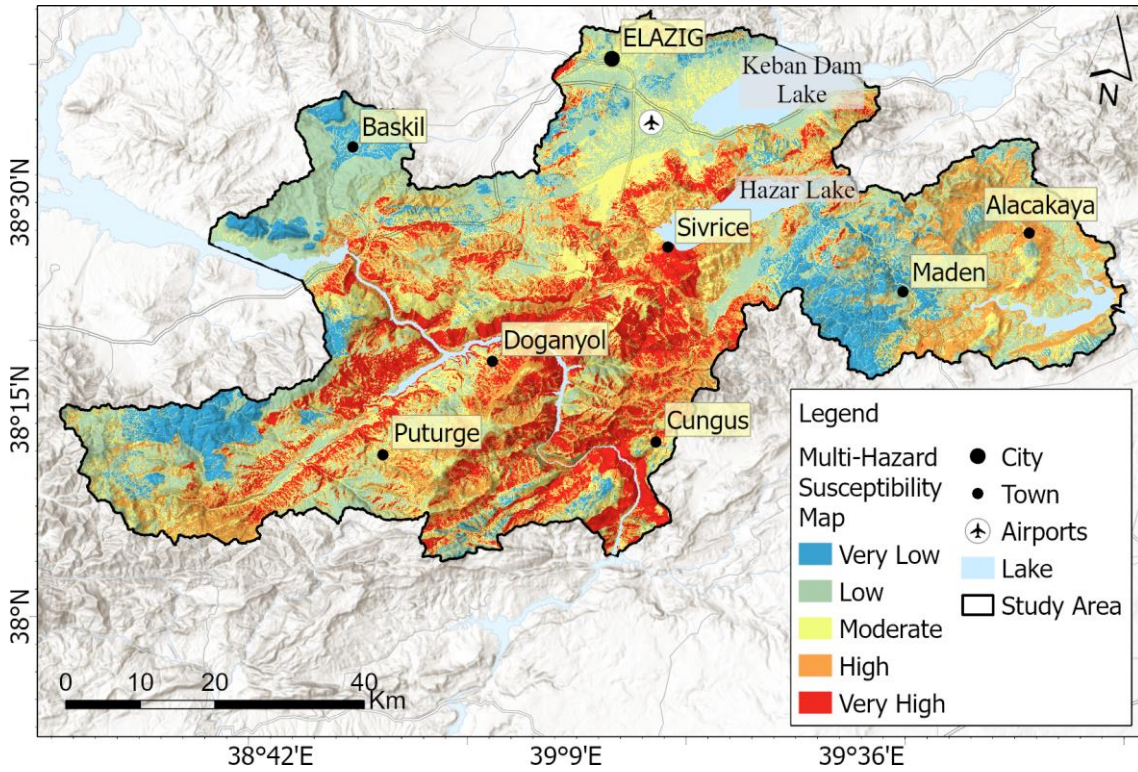 ELAZIG
Keban Dam
Lake
N
Baskil
Hazar Lake
Alacakaya
Sivrice
Maden
Doganyol
Cungus
Puturge
38°30'N
38°15'N
38°N
Legend
Multi-Hazard
Susceptibility
Map
Very Low
Low
Moderate
High
Very High
City
Town
Airports
Lake
Study Area
0 10 20 40
Km
38°42'E 39°9'E 39°36'E